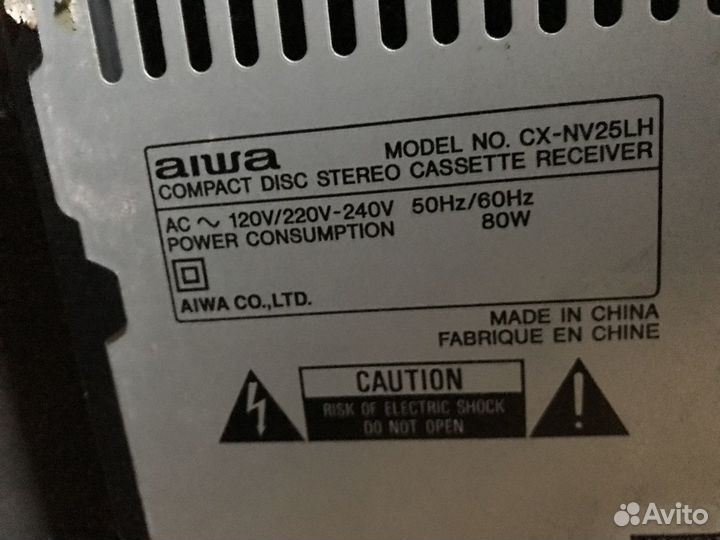 aiwa MODEL NO. CX-NV25LH
COMPACT DISC STEREO CASSETTE RECEIVER
AC ~ 120V/220V-240V 50Hz/60Hz
POWER CONSUMPTION 80W
AIWA CO.,LTD.
MADE IN CHINA
FABRIQUE EN CHINE
CAUTION
RISK OF ELECTRIC SHOCK
DO NOT OPEN
Avito